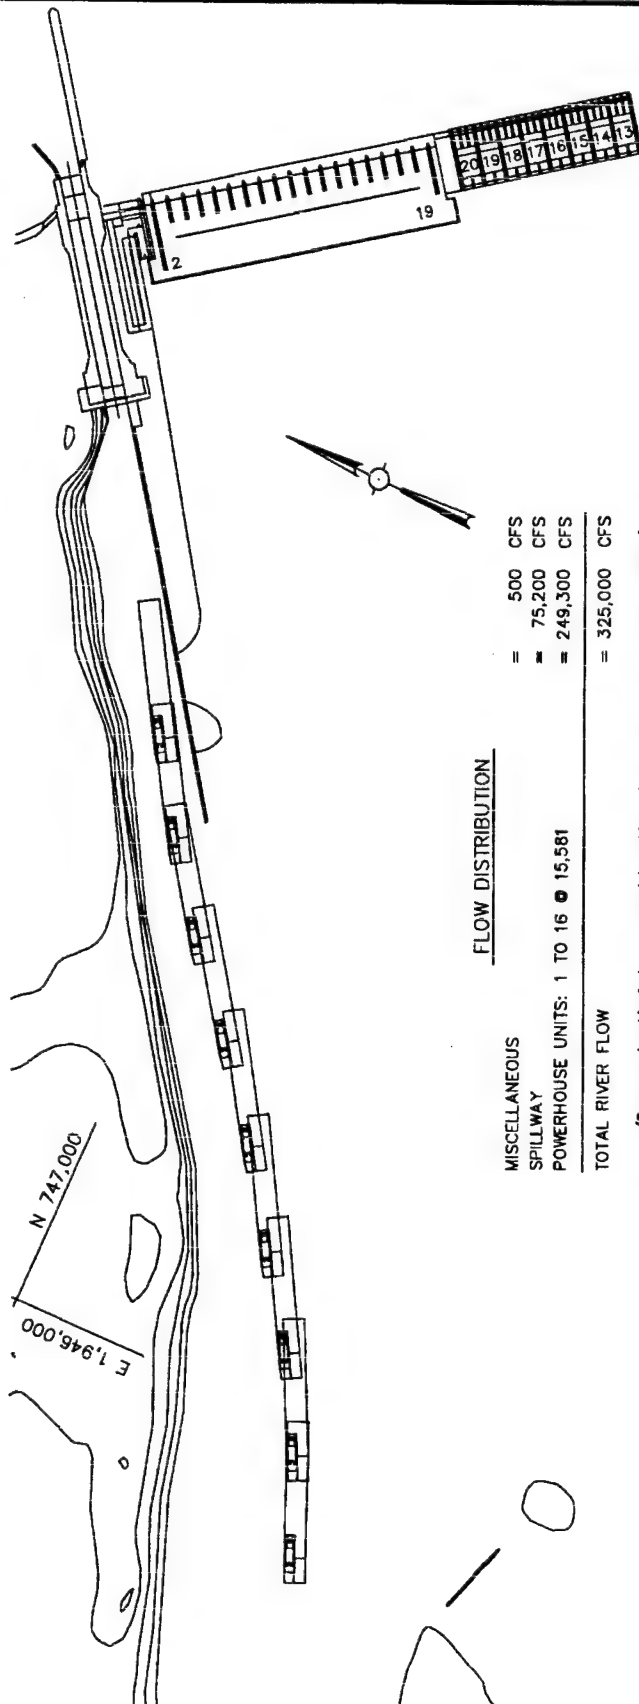 20 19 18 17 16 15 14 13
19
2
FLOW DISTRIBUTION
MISCELLANEOUS = 500 CFS
SPILLWAY = 75,200 CFS
POWERHOUSE UNITS: 1 TO 16 @ 15,581 = 249,300 CFS
TOTAL RIVER FLOW = 325,000 CFS
N 747,000
E 1,946,000